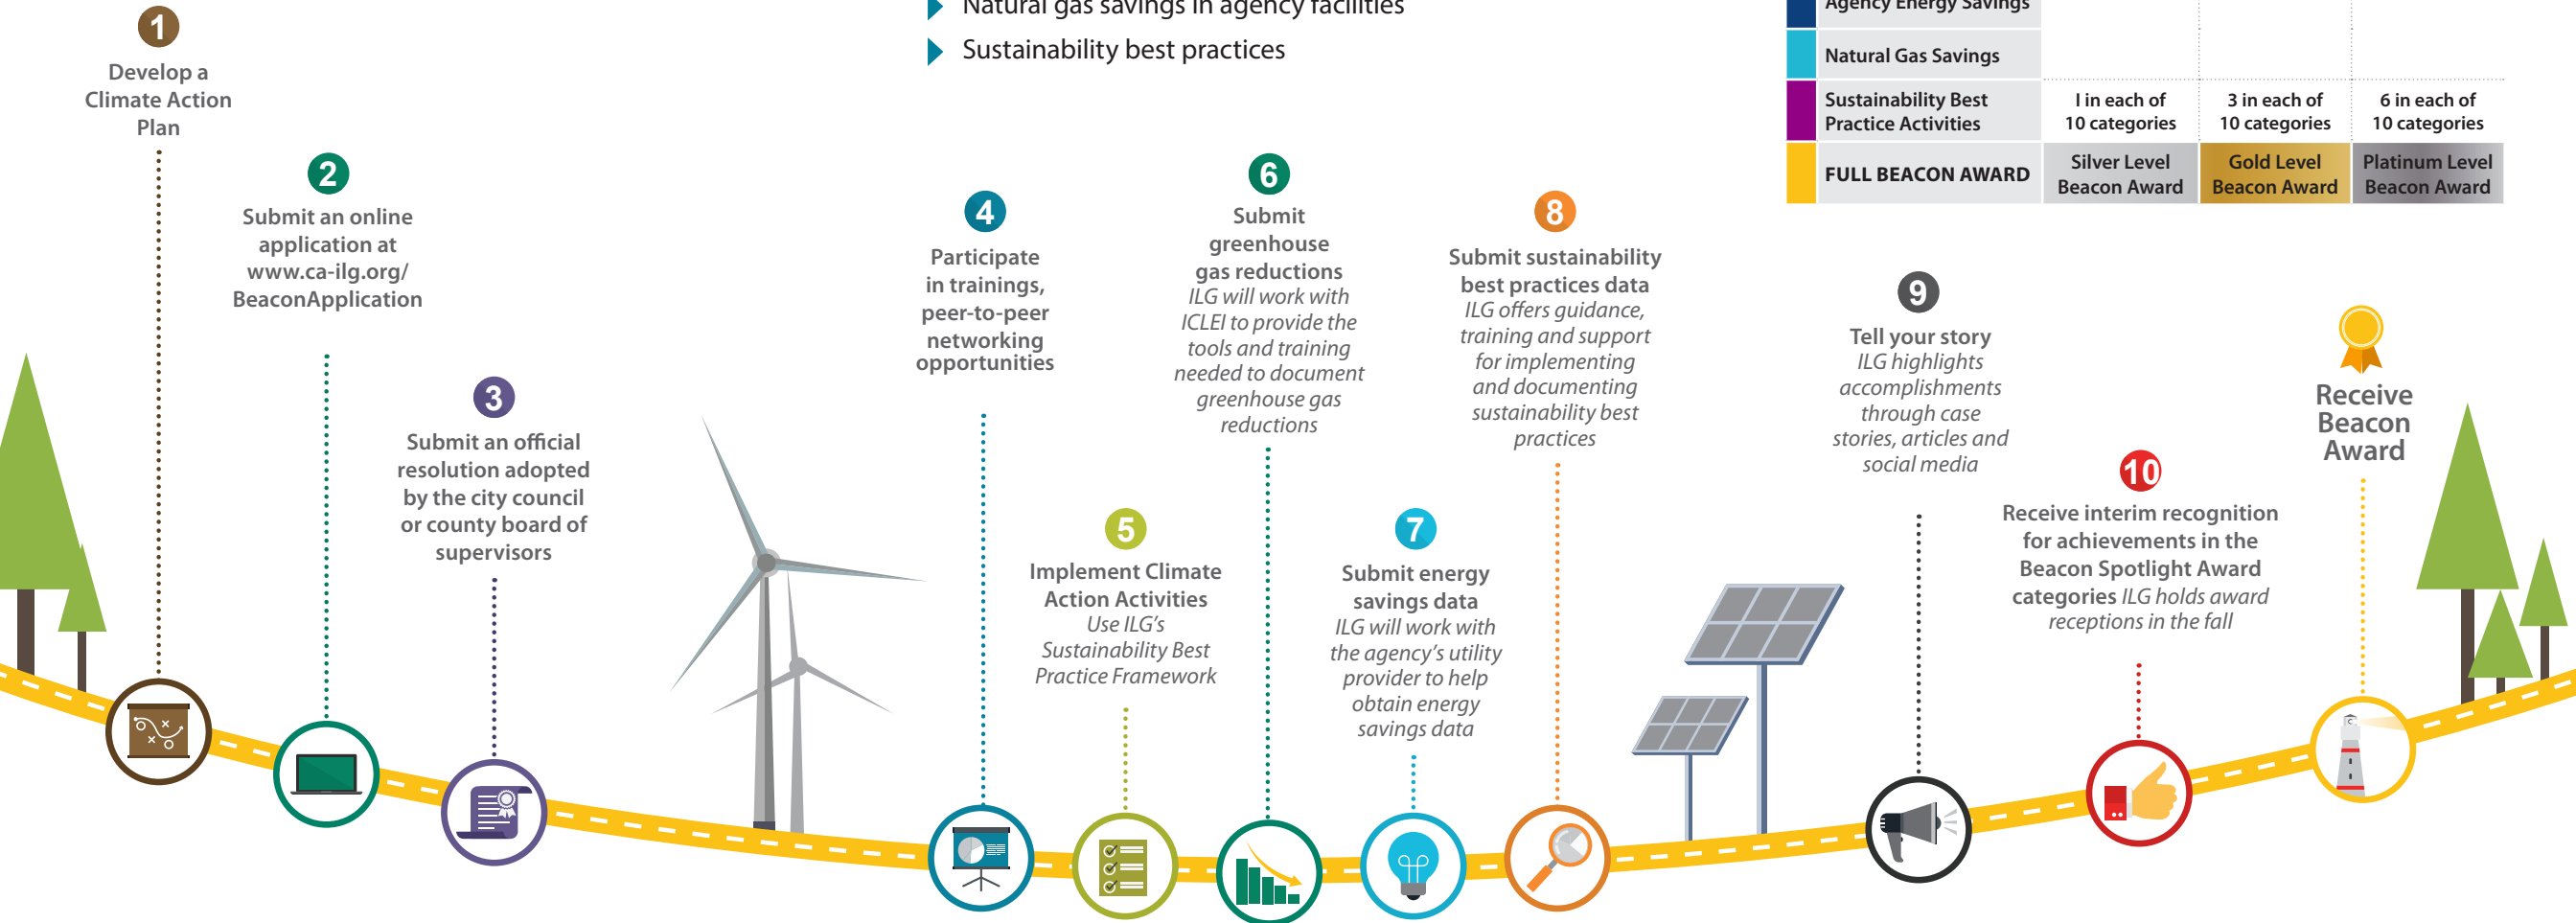 Natural gas savings in agency facilities
Sustainability best practices
Agency Energy Savings
Natural Gas Savings
Sustainability Best
Practice Activities
I in each of
10 categories
3 in each of
10 categories
6 in each of
10 categories
FULL BEACON AWARD
Silver Level
Beacon Award
Gold Level
Beacon Award
Platinum Level
Beacon Award
1
Develop a
Climate Action
Plan
2
Submit an online
application at
www.ca-ilg.org/
BeaconApplication
3
Submit an official
resolution adopted
by the city council
or county board of
supervisors
4
Participate
in trainings,
peer-to-peer
networking
opportunities
5
Implement Climate
Action Activities
Use ILG's
Sustainability Best
Practice Framework
6
Submit
greenhouse
gas reductions
ILG will work with
ICLEI to provide the
tools and training
needed to document
greenhouse gas
reductions
7
Submit energy
savings data
ILG will work with
the agency's utility
provider to help
obtain energy
savings data
8
Submit sustainability
best practices data
ILG offers guidance,
training and support
for implementing
and documenting
sustainability best
practices
9
Tell your story
ILG highlights
accomplishments
through case
stories, articles and
social media
10
Receive interim recognition
for achievements in the
Beacon Spotlight Award
categories ILG holds award
receptions in the fall
Receive
Beacon
Award